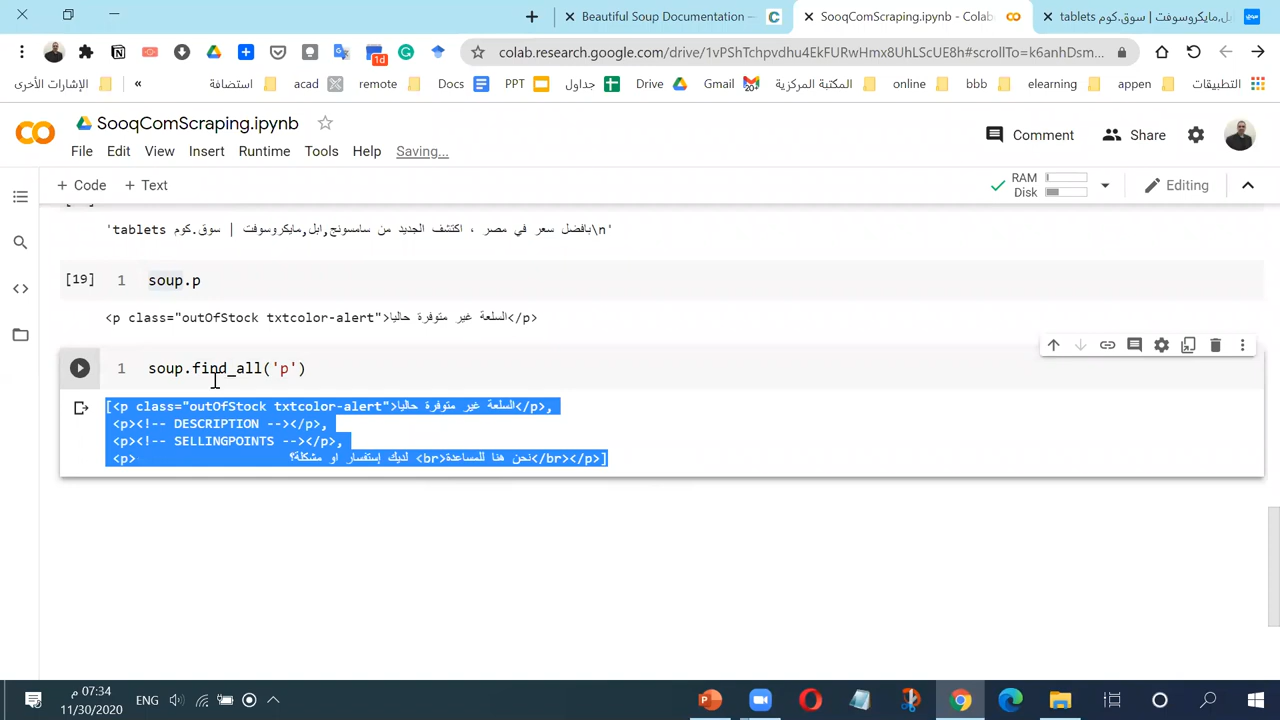 Beautiful Soup Documentation —
SooqComScraping.ipynb - Colab
tablets سوق.كوم | ابل,مايكروسوفت
colab.research.google.com/drive/
1d
الإشارات الأخرى
«
استضافة
acad
remote
Docs
PPT
جداول
Drive
Gmail
20+
المكتبة المركزية
online
bbb
elearning
appen
التطبيقات
SooqComScraping.ipynb
Comment
Share
File Edit View Insert Runtime Tools Help Saving...
+ Code + Text
RAM
Disk
Editing
'tablets بافضل سعر في مصر ، اكتشف الجديد من سامسونج,ابل,مايكروسوفت | سوق.كوم\n'
[19] 1 soup.p
<p class="outOfStock txtcolor-alert">السلعة غير متوفرة حاليا</p>
1 soup.find_all('p')
[<p class="outOfStock txtcolor-alert">السلعة غير متوفرة حاليا</p>,
<p><!-- DESCRIPTION --></p>,
<p><!-- SELLINGPOINTS --></p>,
<p> لديك إستفسار او مشكلة؟ <br>نحن هنا للمساعدة</br></p>]
07:34 م
11/30/2020
ENG